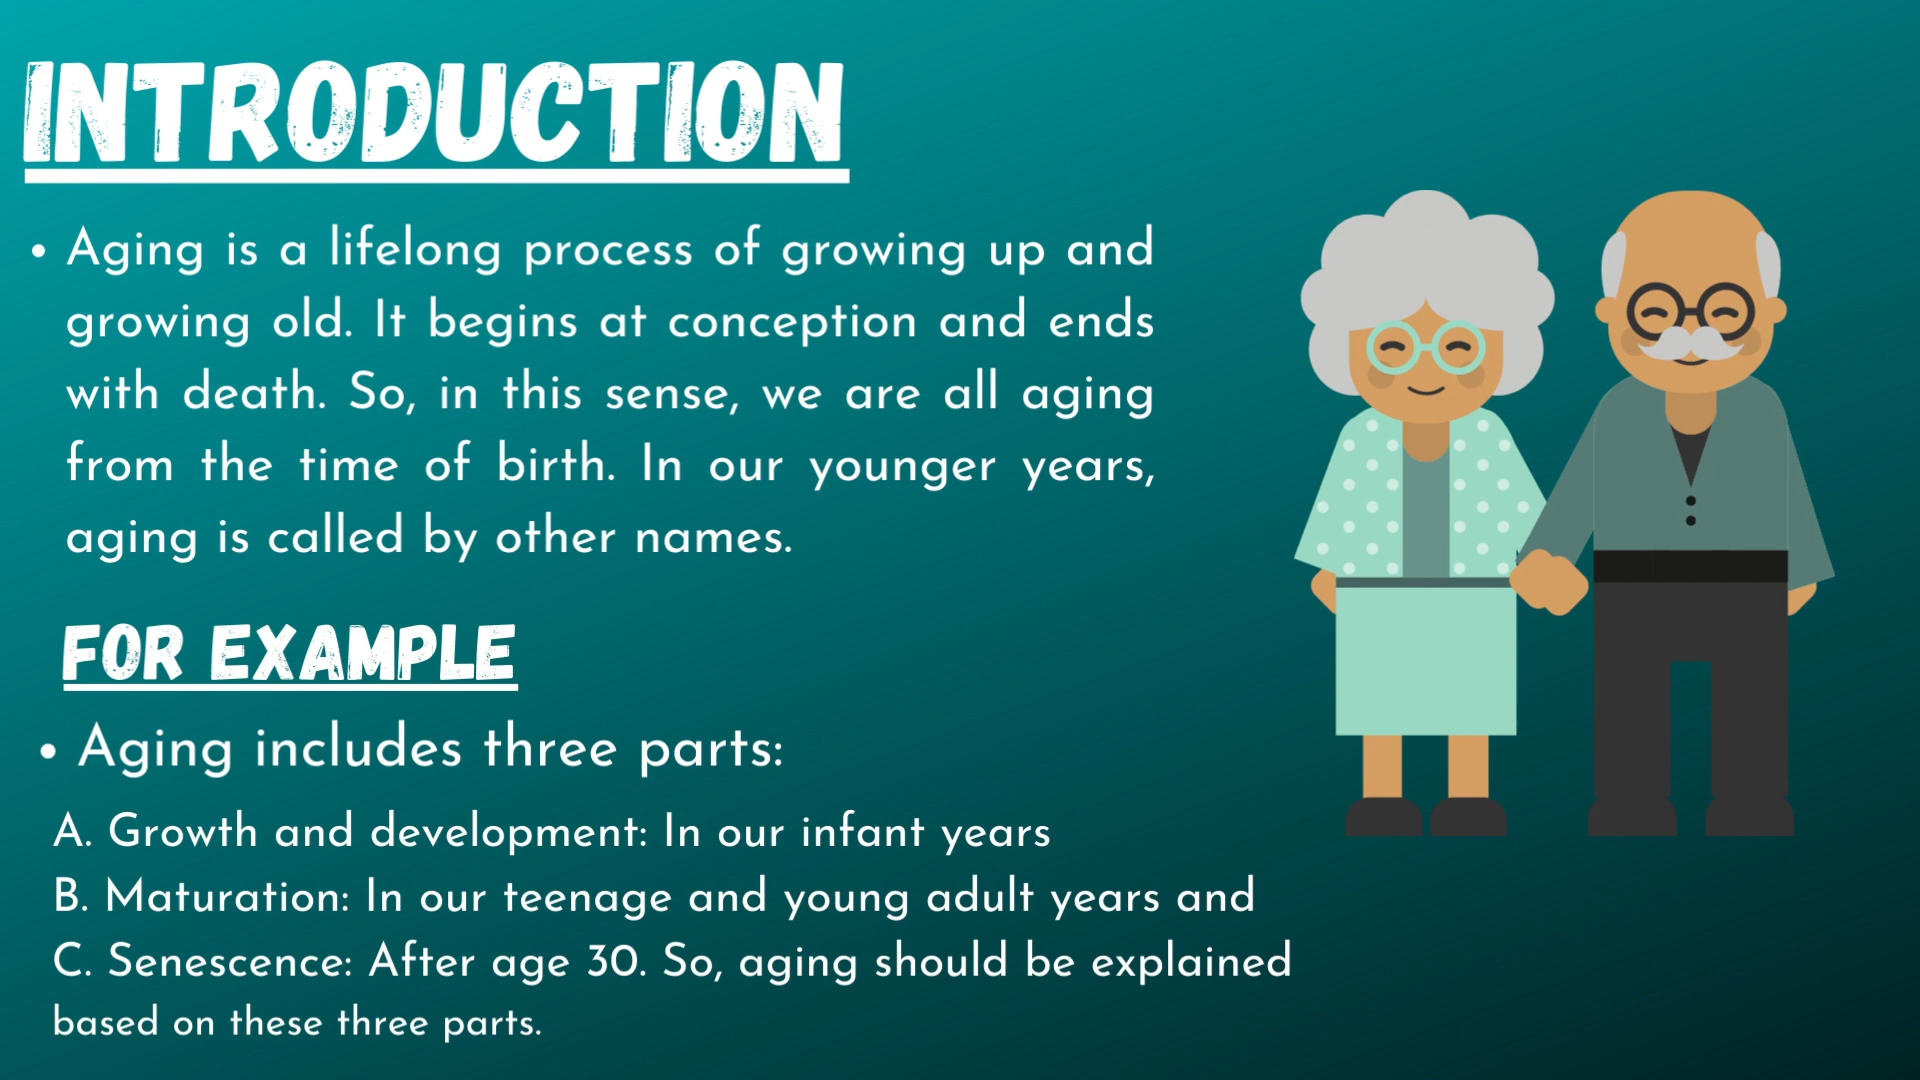 INTRODUCTION
• Aging is a lifelong process of growing up and
growing old. It begins at conception and ends
with death. So, in this sense, we are all aging
from the time of birth. In our younger years,
aging is called by other names.
FOR EXAMPLE
• Aging includes three parts:
A. Growth and development: In our infant years
B. Maturation: In our teenage and young adult years and
C. Senescence: After age 30. So, aging should be explained
based on these three parts.